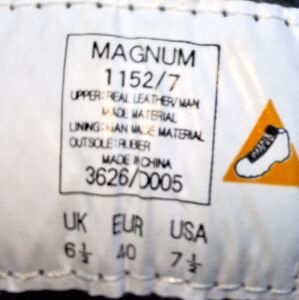 MAGNUM
1152/7
UPPER:REAL LEATHER/MAN
MADE MATERIAL
LINING:MAN MADE MATERIAL
OUTSOLE:RUBBER
MADE IN CHINA
3626/D005
UK EUR USA
6½ 40 7½